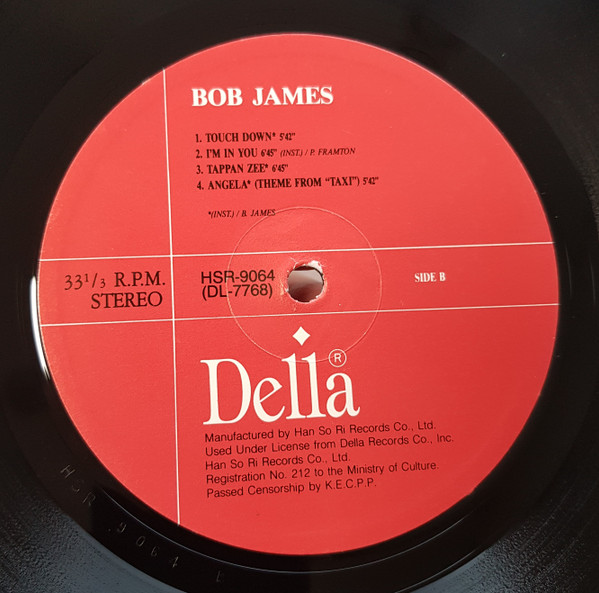 BOB JAMES
1. TOUCH DOWN* 5'42"
2. I'M IN YOU 6'45" (INST.) / P. FRAMTON
3. TAPPAN ZEE* 6'45"
4. ANGELA* (THEME FROM "TAXI") 5'42"
*(INST.) / B. JAMES
33 1/3 R.P.M.
STEREO
HSR-9064
(DL-7768)
SIDE B
Della ®
Manufactured by Han So Ri Records Co., Ltd.
Used Under License from Della Records Co., Inc.
Han So Ri Records Co., Ltd.
Registration No. 212 to the Ministry of Culture.
Passed Censorship by K.E.C.P.P.
HSR 9064